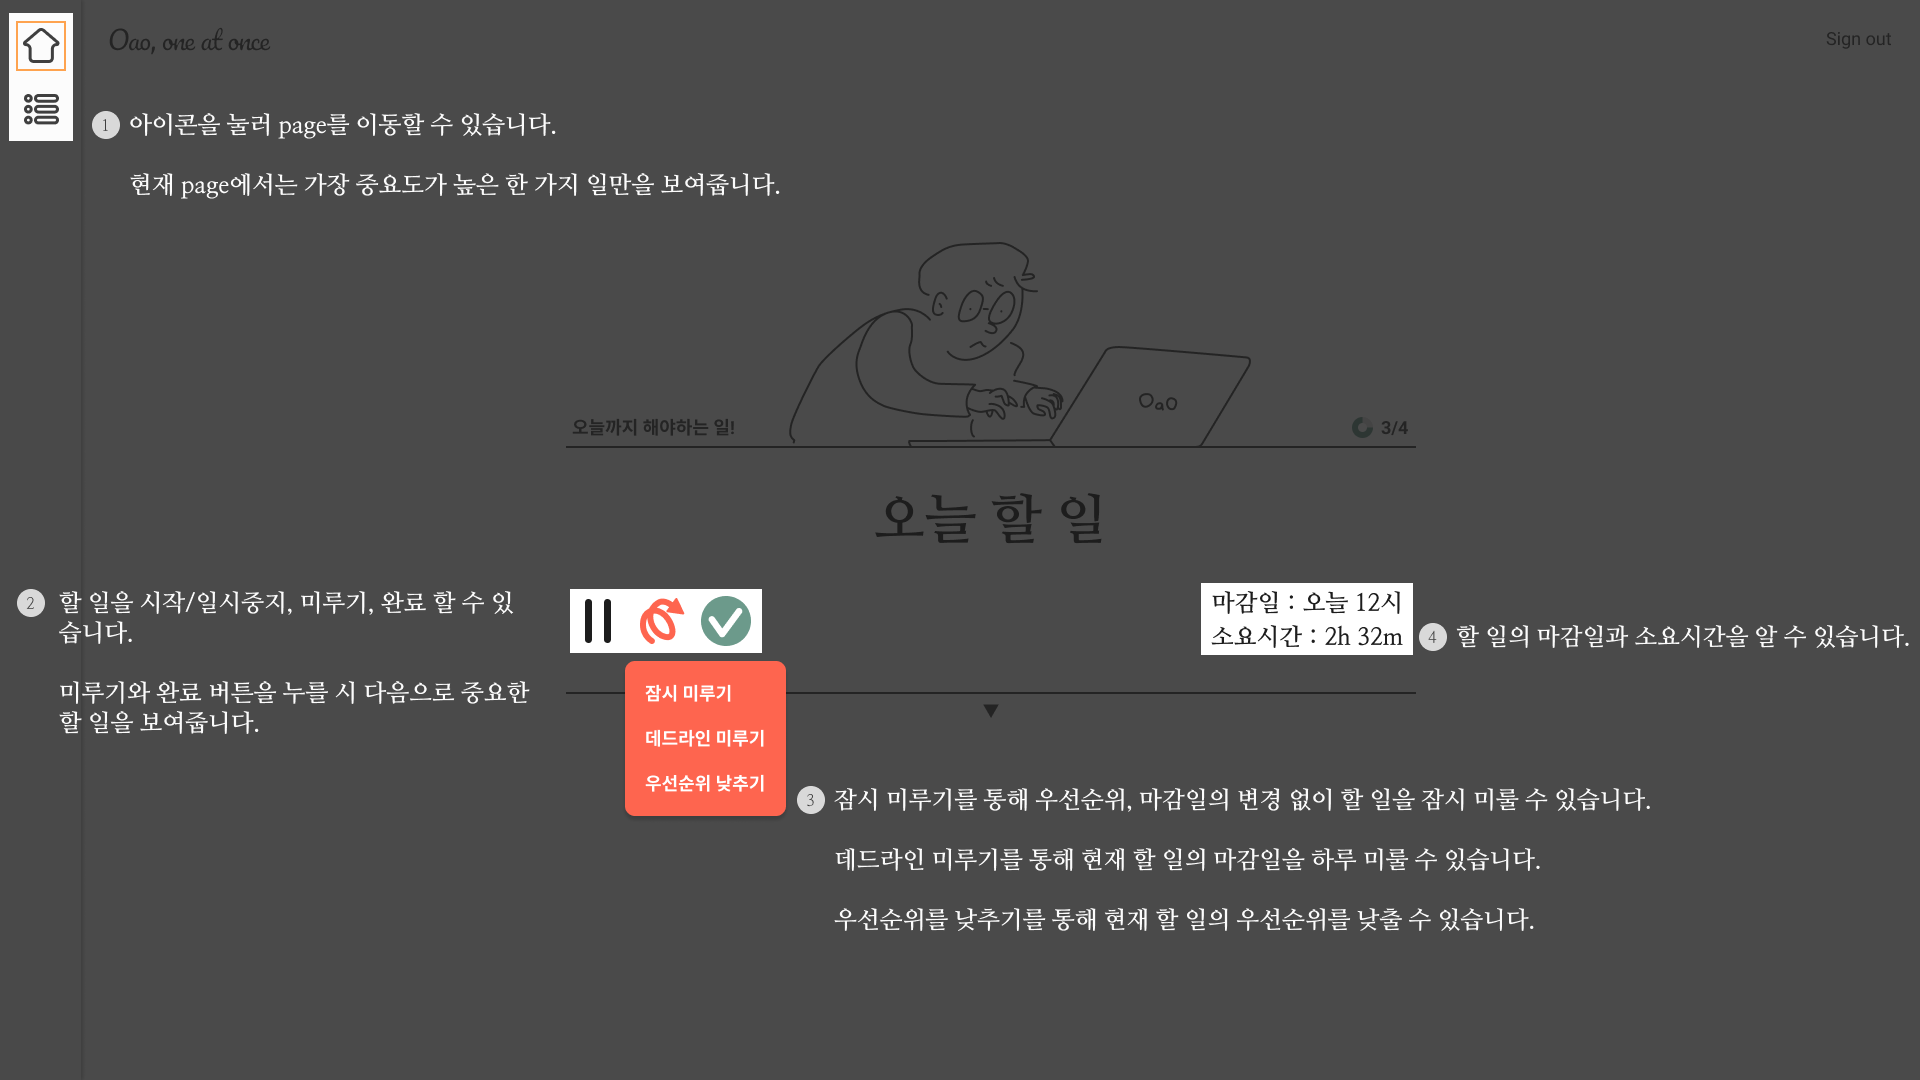 Oao, one at once
Sign out
1 아이콘을 눌러 page를 이동할 수 있습니다.
현재 page에서는 가장 중요도가 높은 한 가지 일만을 보여줍니다.
OaO
오늘까지 해야하는 일!
3/4
오늘 할 일
2 할 일을 시작/일시중지, 미루기, 완료 할 수 있
습니다.
미루기와 완료 버튼을 누를 시 다음으로 중요한
할 일을 보여줍니다.
마감일 : 오늘 12시
소요시간 : 2h 32m
4 할 일의 마감일과 소요시간을 알 수 있습니다.
잠시 미루기
데드라인 미루기
우선순위 낮추기
3 잠시 미루기를 통해 우선순위, 마감일의 변경 없이 할 일을 잠시 미룰 수 있습니다.
데드라인 미루기를 통해 현재 할 일의 마감일을 하루 미룰 수 있습니다.
우선순위를 낮추기를 통해 현재 할 일의 우선순위를 낮출 수 있습니다.